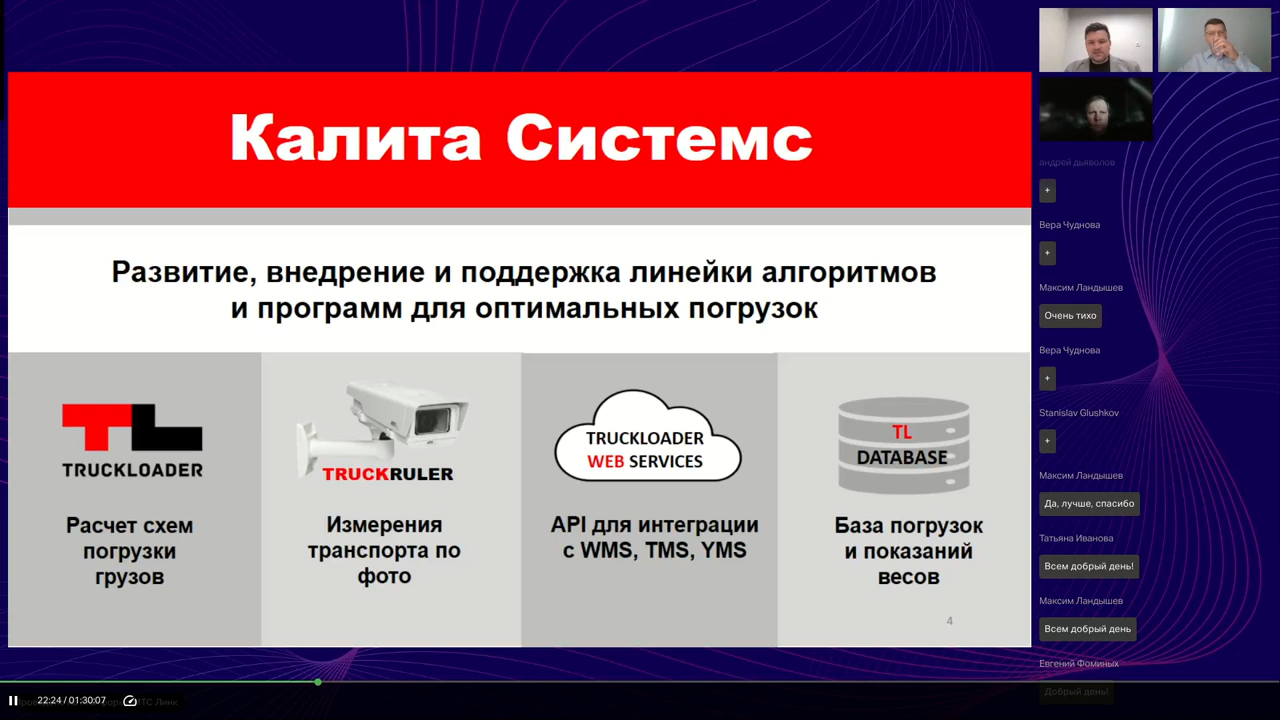 Калита Системс
Развитие, внедрение и поддержка линейки алгоритмов
и программ для оптимальных погрузок
TL
TRUCKLOADER
Расчет схем
погрузки
грузов
TRUCKRULER
Измерения
транспорта по
фото
TRUCKLOADER
WEB SERVICES
API для интеграции
с WMS, TMS, YMS
TL
DATABASE
База погрузок
и показаний
весов
4
андрей дьяволов
+
Вера Чуднова
+
Максим Ландышев
Очень тихо
Вера Чуднова
+
Stanislav Glushkov
+
Максим Ландышев
Да, лучше, спасибо
Татьяна Иванова
Всем добрый день!
Максим Ландышев
Всем добрый день
Евгений Фоминых
Добрый день!
22:24 / 01:30:07
МТС Линк